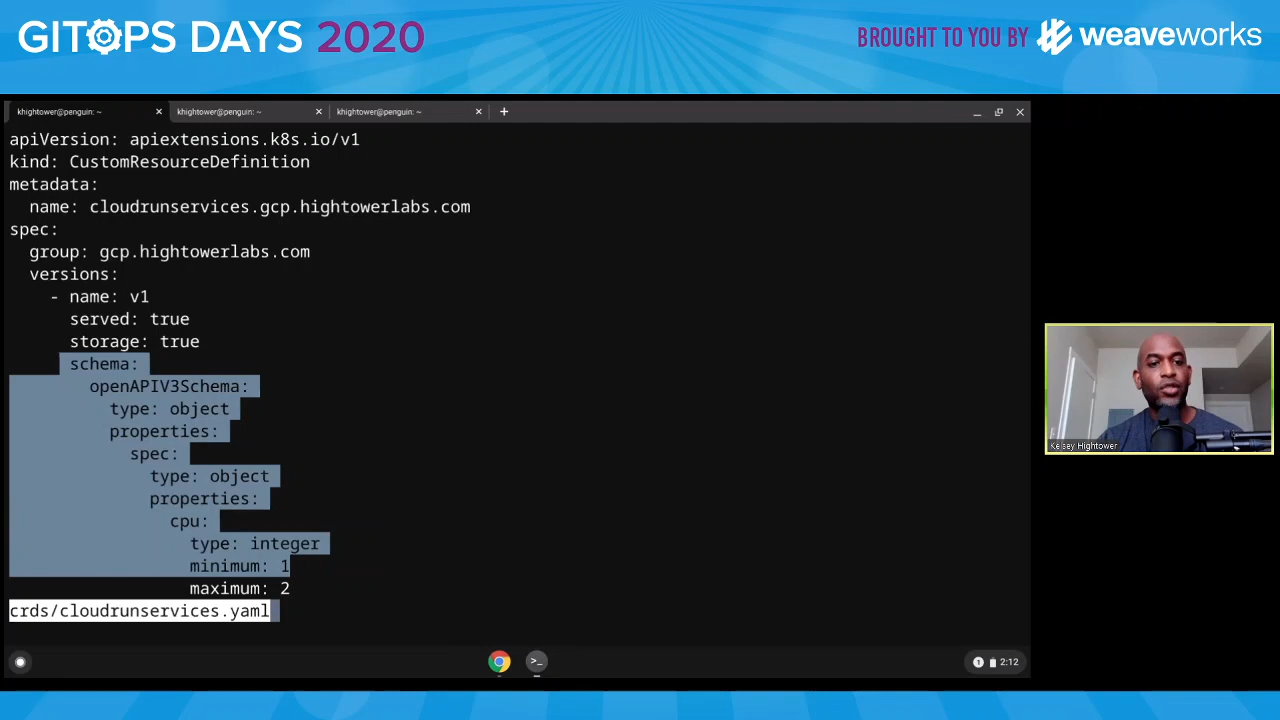 GITOPS DAYS 2020
BROUGHT TO YOU BY weaveworks
khightower@penguin: ~ khightower@penguin: ~ khightower@penguin: ~
apiVersion: apiextensions.k8s.io/v1
kind: CustomResourceDefinition
metadata:
  name: cloudrunservices.gcp.hightowerlabs.com
spec:
  group: gcp.hightowerlabs.com
  versions:
    - name: v1
      served: true
      storage: true
      schema:
        openAPIV3Schema:
          type: object
          properties:
            spec:
              type: object
              properties:
                cpu:
                  type: integer
                  minimum: 1
                  maximum: 2
crds/cloudrunservices.yaml
Kelsey Hightower
2:12